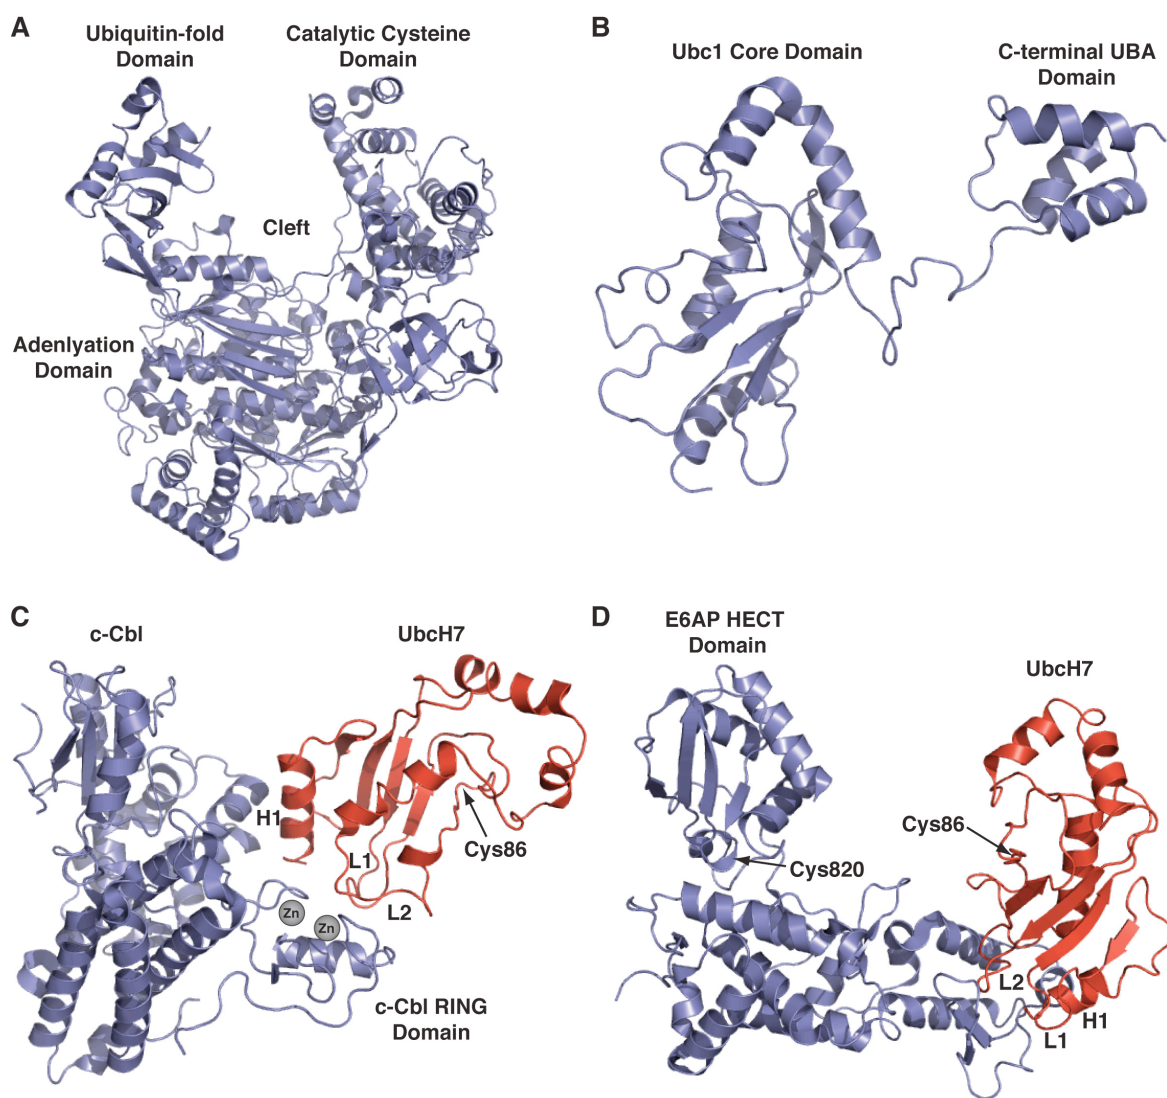 A
Ubiquitin-fold
Domain
Catalytic Cysteine
Domain
Cleft
Adenlyation
Domain
B
Ubc1 Core Domain
C-terminal UBA
Domain
C
c-Cbl
UbcH7
H1
L1
Cys86
L2
Zn
Zn
c-Cbl RING
Domain
D
E6AP HECT
Domain
UbcH7
Cys86
Cys820
L2
H1
L1